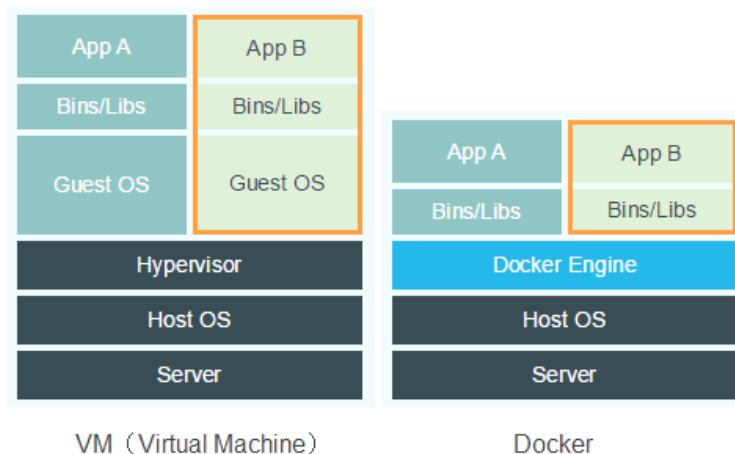 App A
App B
Bins/Libs
Bins/Libs
Guest OS
Guest OS
Hypervisor
Host OS
Server
VM（Virtual Machine）
App A
App B
Bins/Libs
Bins/Libs
Docker Engine
Host OS
Server
Docker